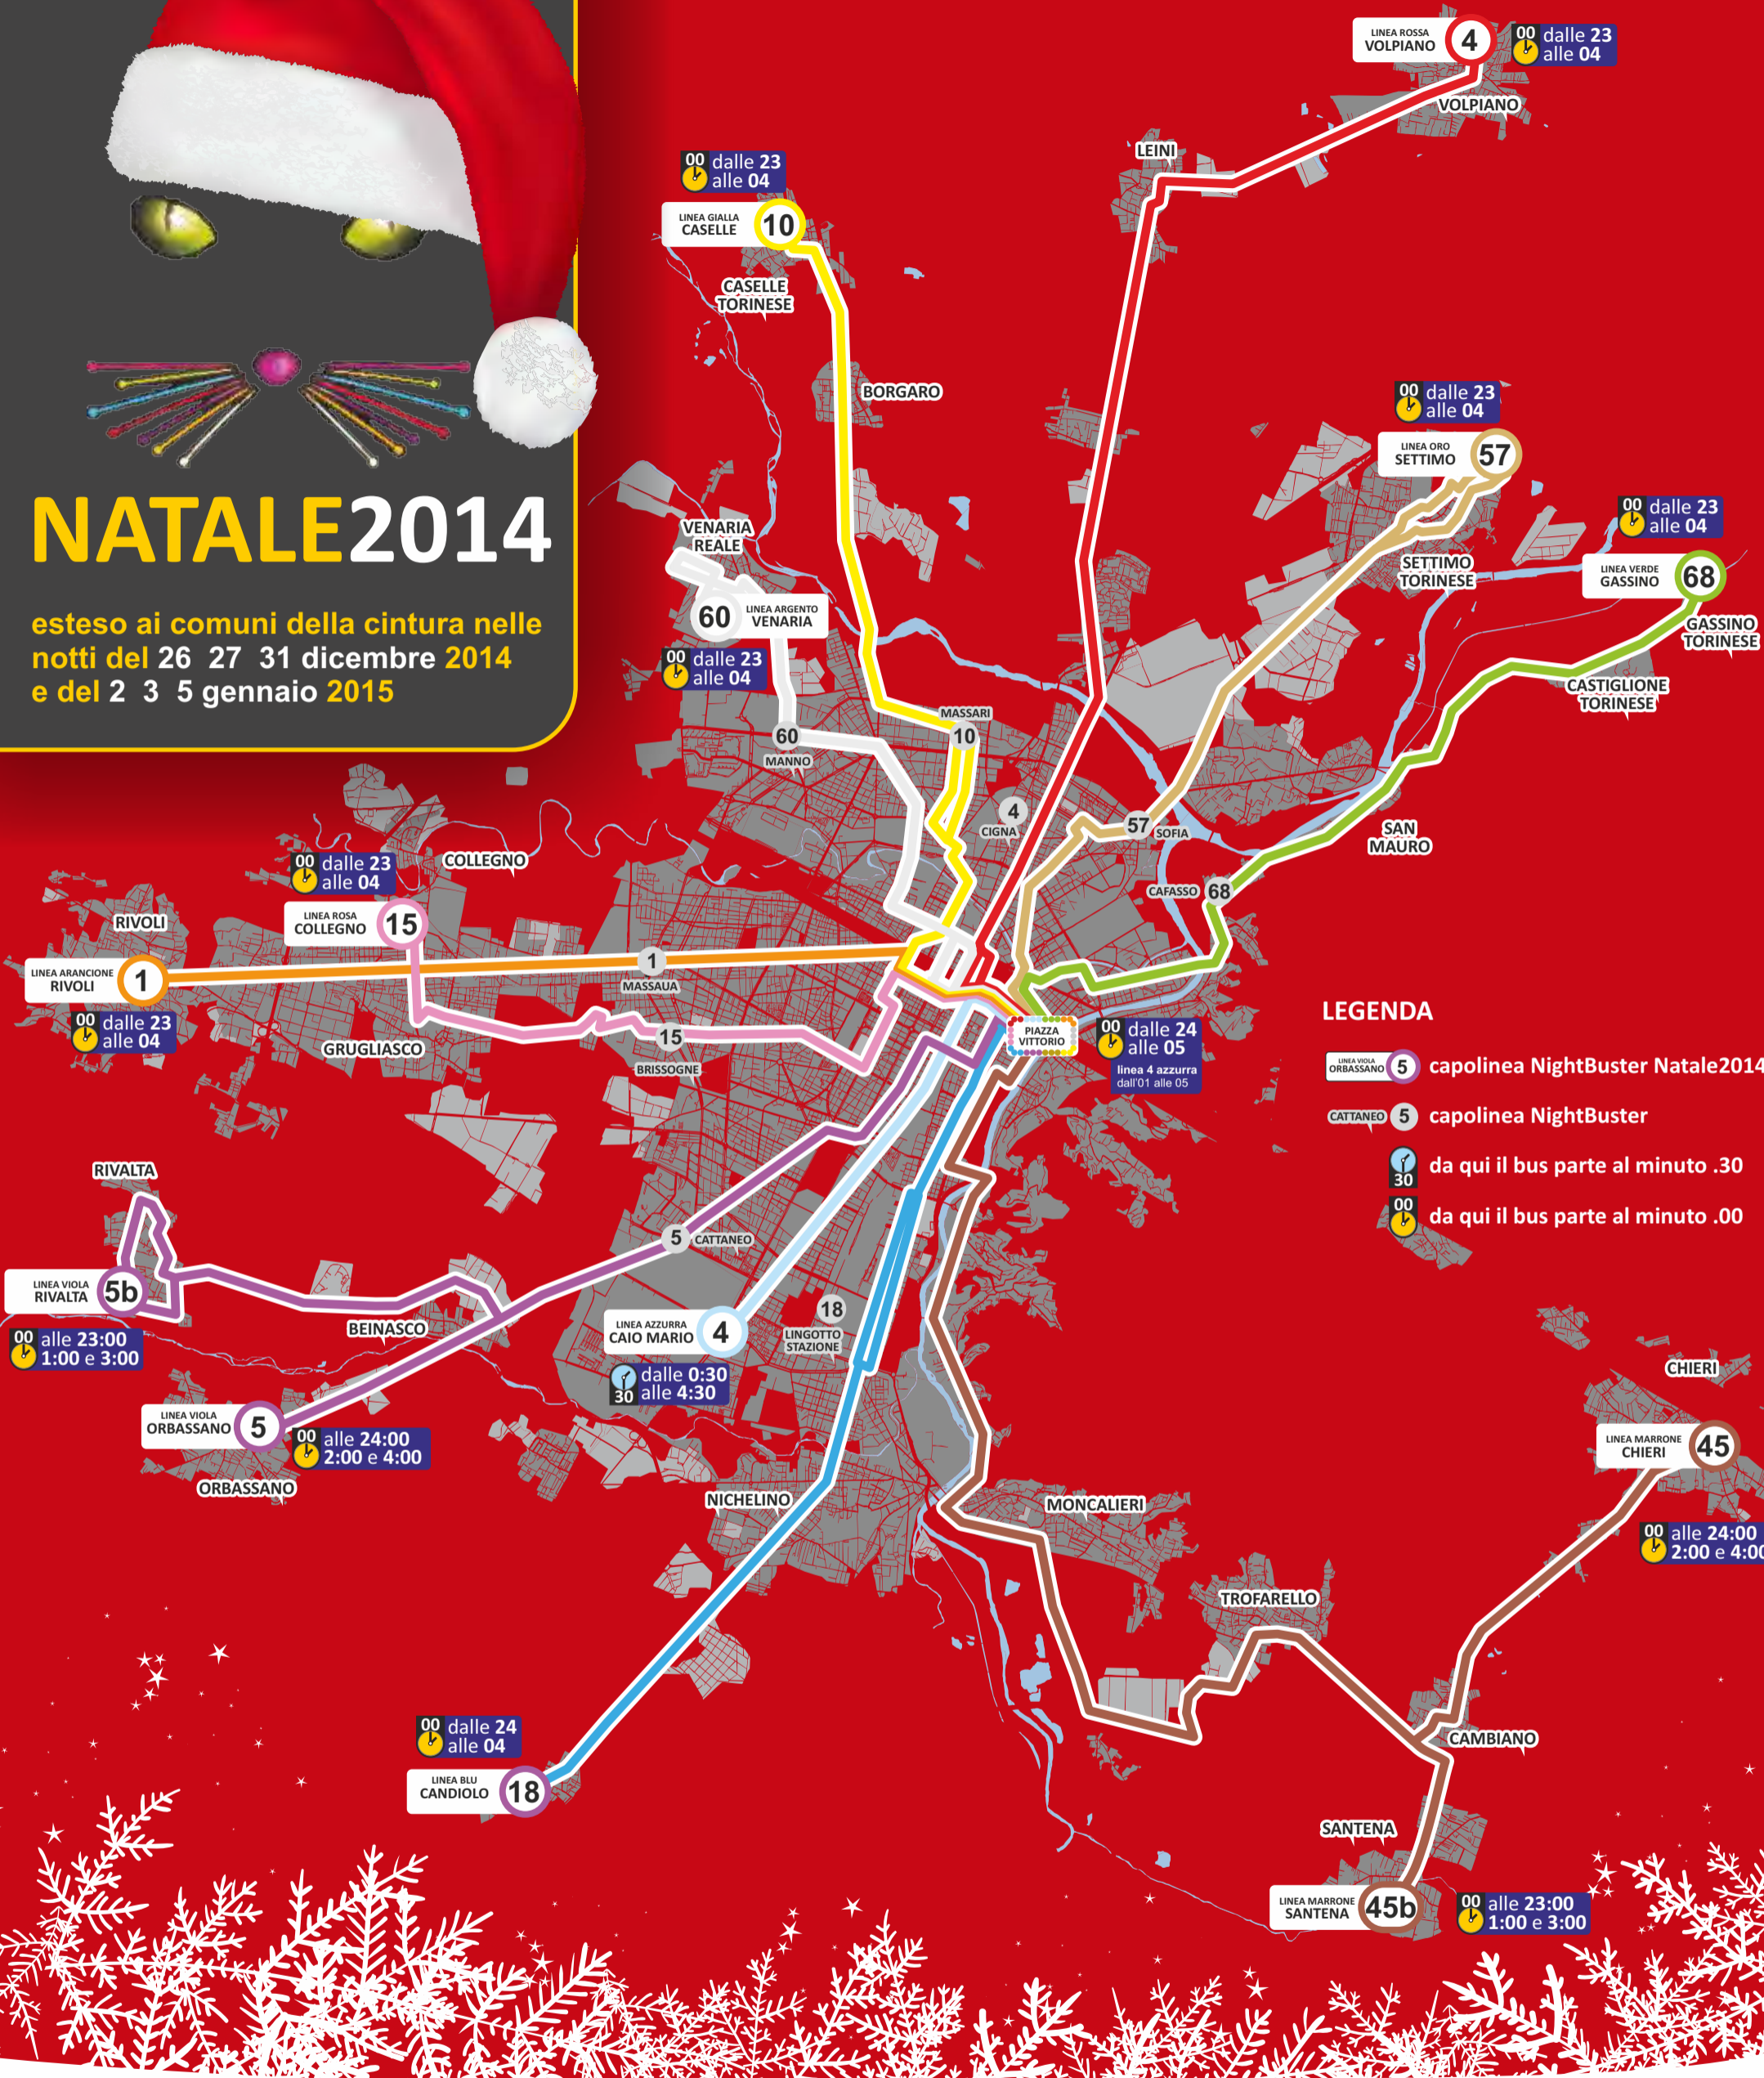 NATALE2014
esteso ai comuni della cintura nelle
notti del 26 27 31 dicembre 2014
e del 2 3 5 gennaio 2015
LINEA ROSSA
VOLPIANO
4
00
dalle 23
alle 04
VOLPIANO
LEINI
00
dalle 23
alle 04
LINEA GIALLA
CASELLE
10
CASELLE
TORINESE
BORGARO
00
dalle 23
alle 04
LINEA ORO
SETTIMO
57
SETTIMO
TORINESE
00
dalle 23
alle 04
LINEA VERDE
GASSINO
68
GASSINO
TORINESE
CASTIGLIONE
TORINESE
SAN
MAURO
VENARIA
REALE
60
LINEA ARGENTO
VENARIA
00
dalle 23
alle 04
60
MANNO
MASSARI
10
4
CIGNA
57
SOFIA
CAFASSO
68
00
dalle 23
alle 04
COLLEGNO
LINEA ROSA
COLLEGNO
15
RIVOLI
LINEA ARANCIONE
RIVOLI
1
00
dalle 23
alle 04
1
MASSAUA
GRUGLIASCO
15
BRISSOGNE
PIAZZA
VITTORIO
00
dalle 24
alle 05
linea 4 azzurra
dall'01 alle 05
LEGENDA
LINEA VIOLA
ORBASSANO
5
capolinea NightBuster Natale2014
CATTANEO
5
capolinea NightBuster
30
da qui il bus parte al minuto .30
00
da qui il bus parte al minuto .00
RIVALTA
LINEA VIOLA
RIVALTA
5b
00
alle 23:00
1:00 e 3:00
BEINASCO
5
CATTANEO
LINEA AZZURRA
CAIO MARIO
4
30
dalle 0:30
alle 4:30
18
LINGOTTO
STAZIONE
LINEA VIOLA
ORBASSANO
5
00
alle 24:00
2:00 e 4:00
ORBASSANO
NICHELINO
MONCALIERI
TROFARELLO
CHIERI
LINEA MARRONE
CHIERI
45
00
alle 24:00
2:00 e 4:00
CAMBIANO
00
dalle 24
alle 04
LINEA BLU
CANDIOLO
18
SANTENA
LINEA MARRONE
SANTENA
45b
00
alle 23:00
1:00 e 3:00